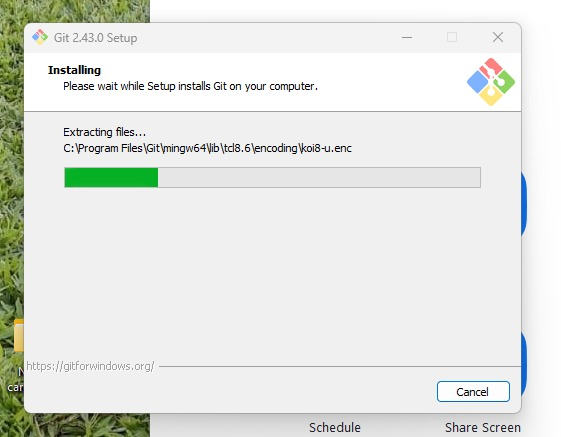 Git 2.43.0 Setup
Installing
Please wait while Setup installs Git on your computer.
Extracting files...
C:\Program Files\Git\mingw64\lib\tcl8.6\encoding\koi8-u.enc
https://gitforwindows.org/
Cancel
Schedule
Share Screen